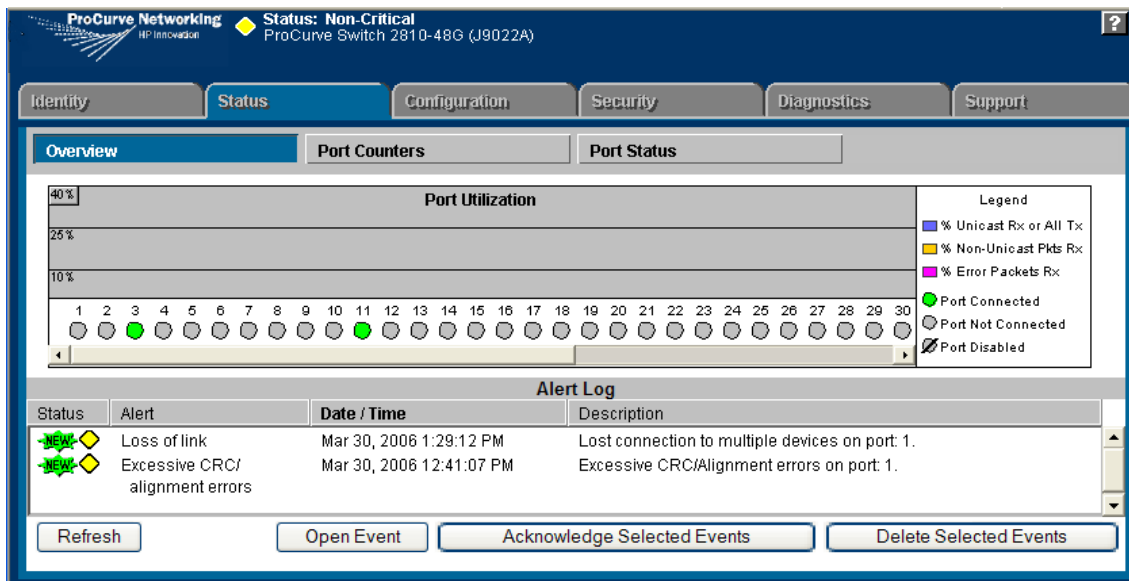 ProCurve Networking
HP Innovation
Status: Non-Critical
ProCurve Switch 2810-48G (J9022A)
?
Identity Status Configuration Security Diagnostics Support
Overview Port Counters Port Status
40 %
Port Utilization
25 %
10 %
1 2 3 4 5 6 7 8 9 10 11 12 13 14 15 16 17 18 19 20 21 22 23 24 25 26 27 28 29 30
Legend
% Unicast Rx or All Tx
% Non-Unicast Pkts Rx
% Error Packets Rx
Port Connected
Port Not Connected
Port Disabled
Alert Log
Status Alert Date / Time Description
NEW Loss of link Mar 30, 2006 1:29:12 PM Lost connection to multiple devices on port: 1.
NEW Excessive CRC/ Mar 30, 2006 12:41:07 PM Excessive CRC/Alignment errors on port: 1.
alignment errors
Refresh Open Event Acknowledge Selected Events Delete Selected Events